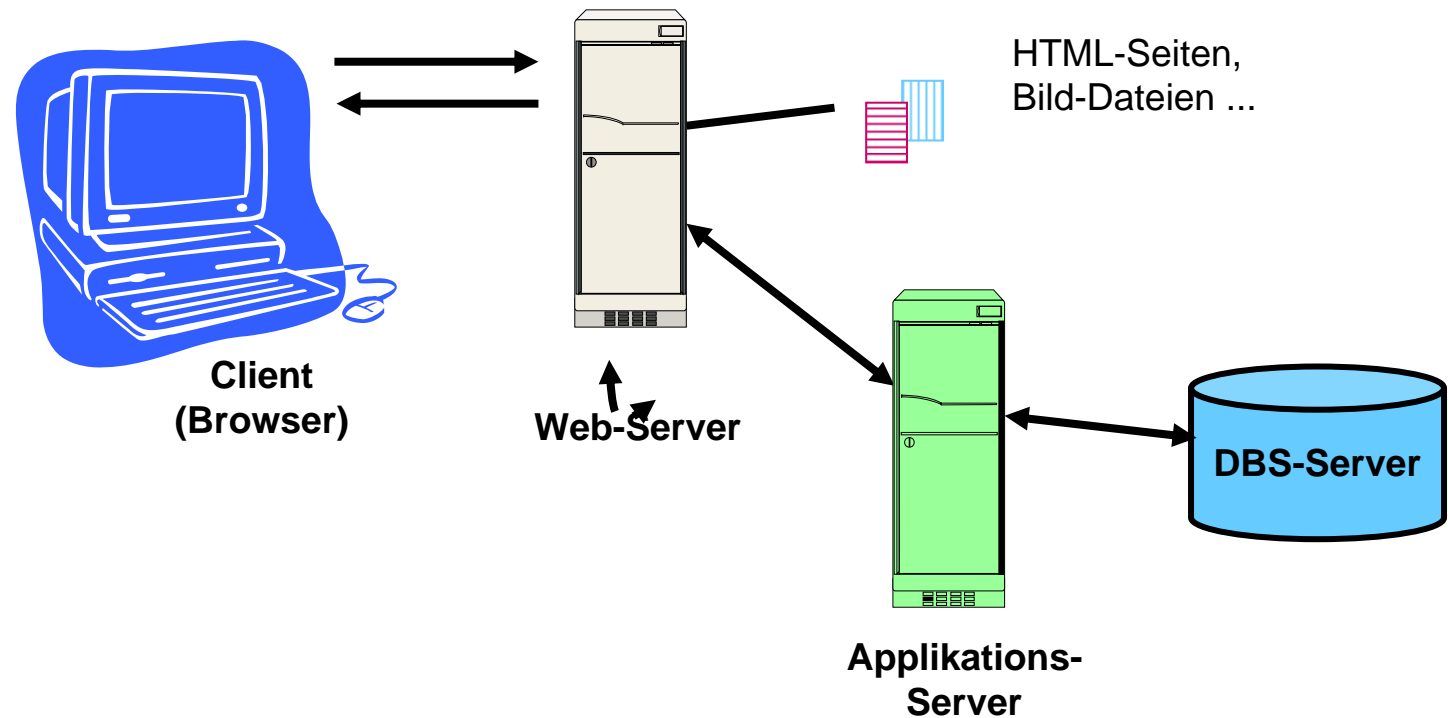 HTML-Seiten,
Bild-Dateien ...
Client
(Browser)
Web-Server
DBS-Server
Applikations-
Server